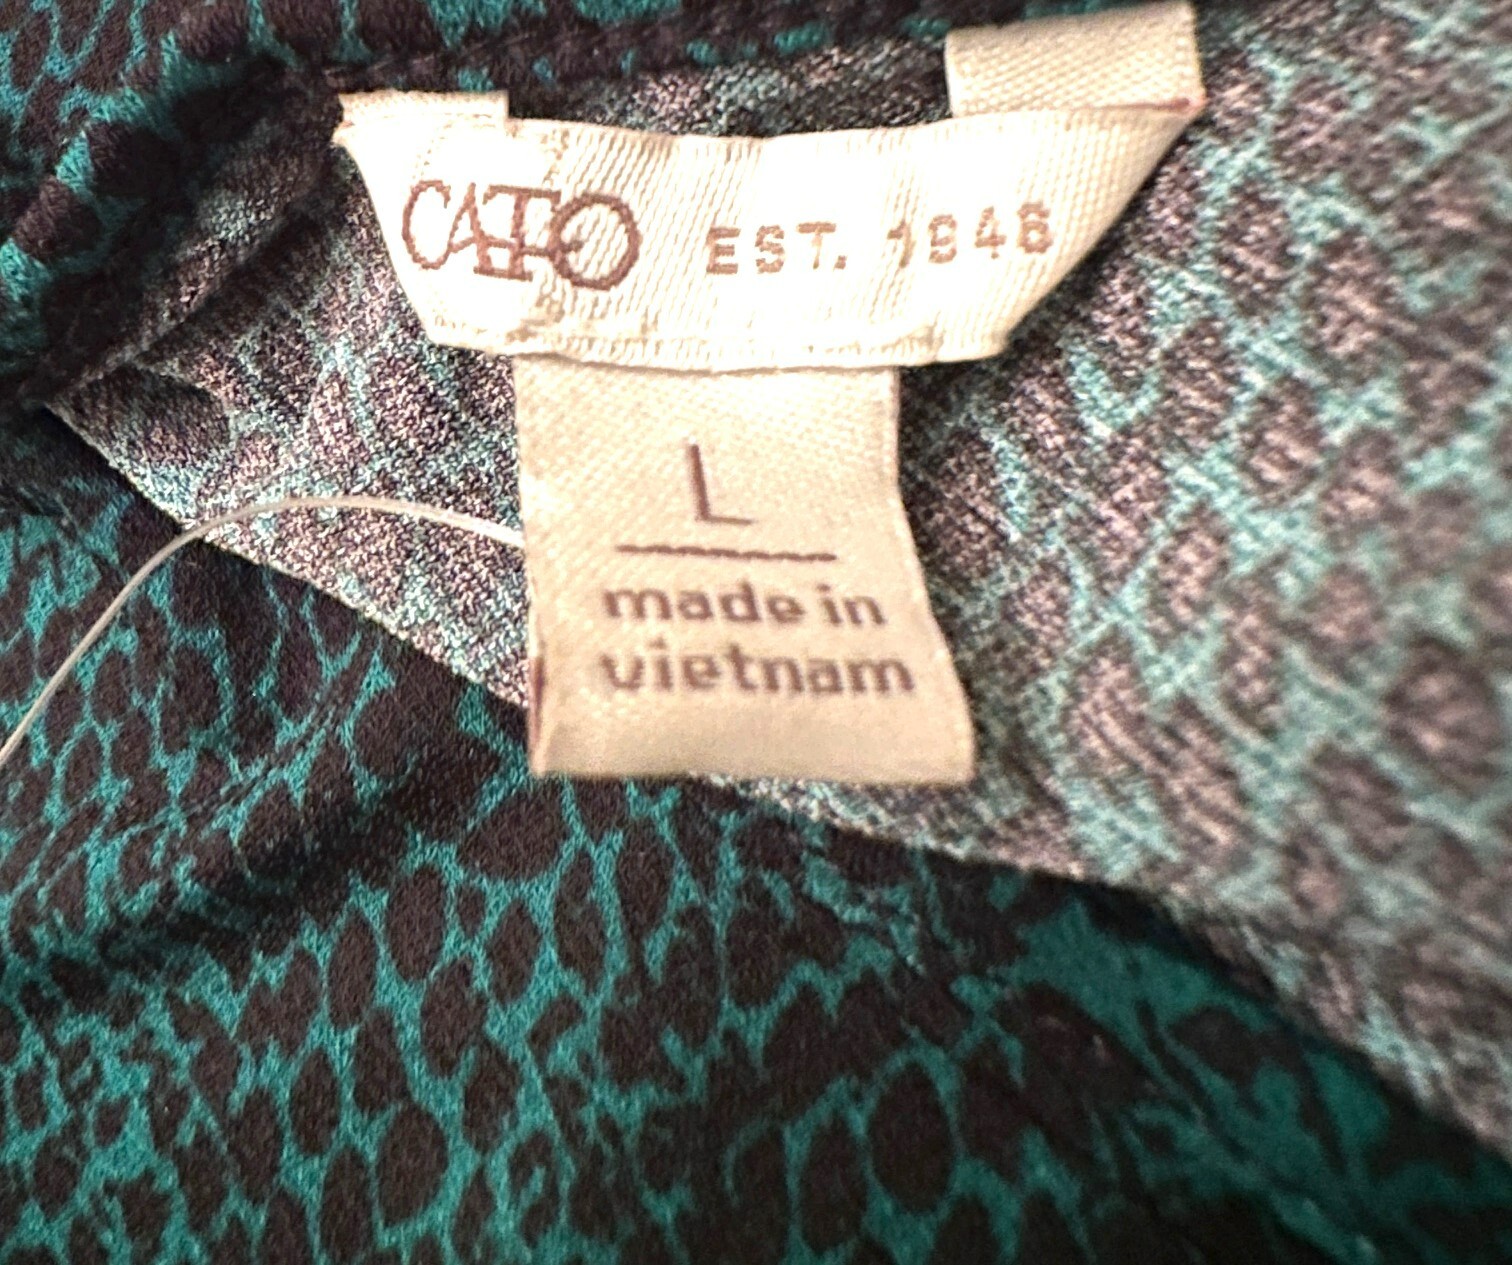 CATO EST. 1946
L
made in
vietnam